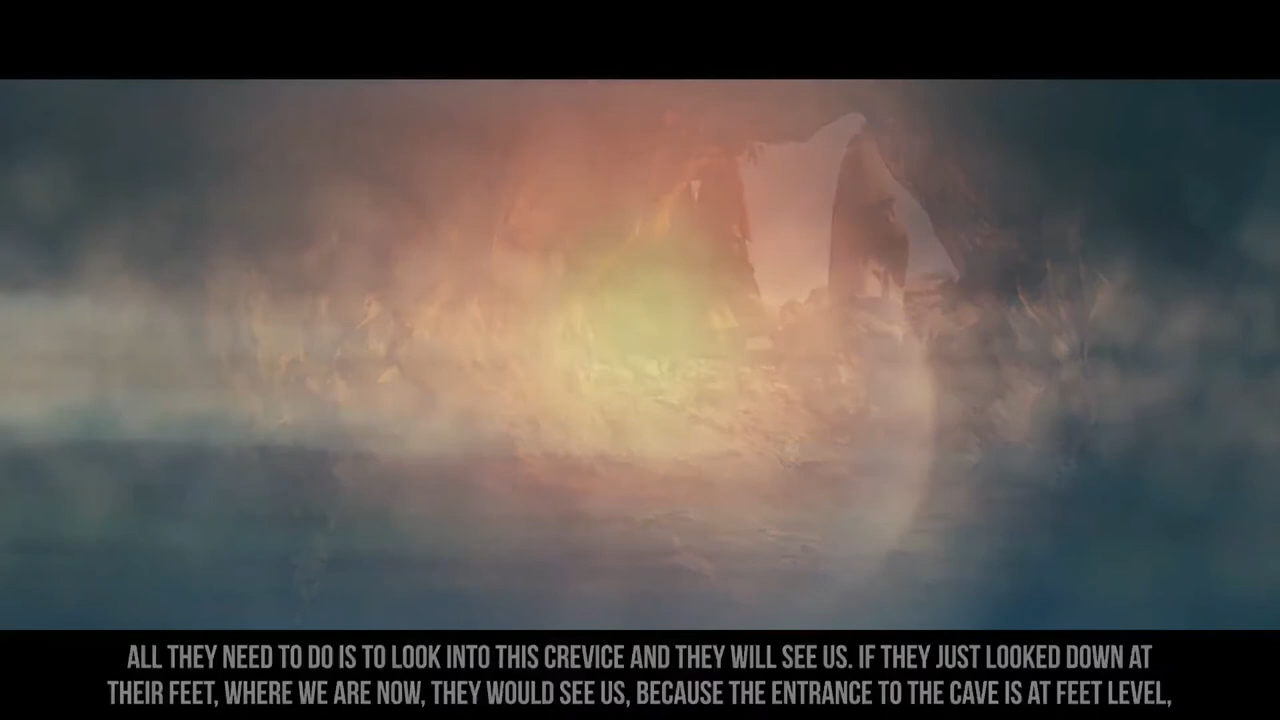 ALL THEY NEED TO DO IS TO LOOK INTO THIS CREVICE AND THEY WILL SEE US. IF THEY JUST LOOKED DOWN AT
THEIR FEET, WHERE WE ARE NOW, THEY WOULD SEE US, BECAUSE THE ENTRANCE TO THE CAVE IS AT FEET LEVEL,